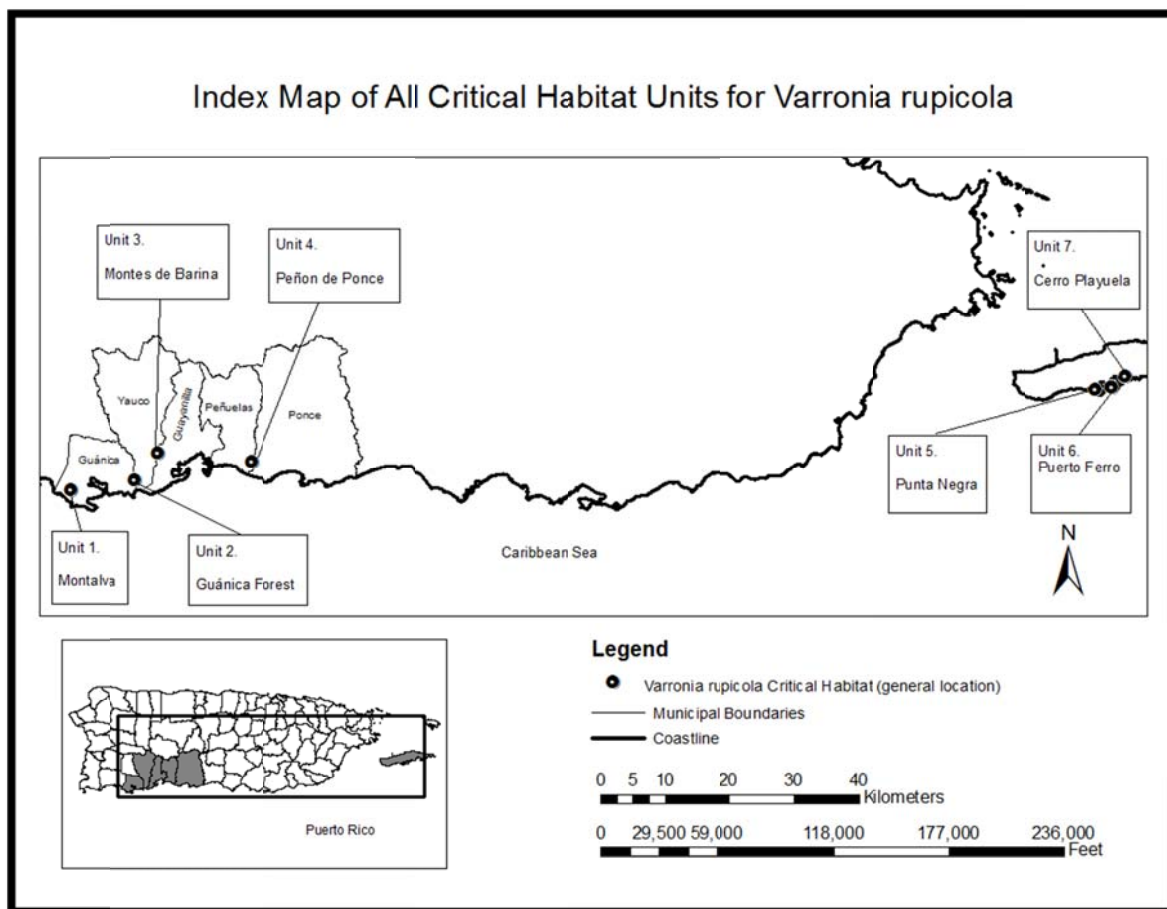 Index Map of All Critical Habitat Units for Varronia rupicola
Unit 3.
Montes de Barina
Unit 4.
Peñon de Ponce
Unit 7.
Cerro Playuela
Yauco
Guayanilla
Peñuelas
Ponce
Guánica
Unit 5.
Punta Negra
Unit 6.
Puerto Ferro
Unit 1.
Montalva
Unit 2.
Guánica Forest
Caribbean Sea
N
Puerto Rico
Legend
Varronia rupicola Critical Habitat (general location)
Municipal Boundaries
Coastline
0 5 10 20 30 40
Kilometers
0 29,500 59,000 118,000 177,000 236,000
Feet